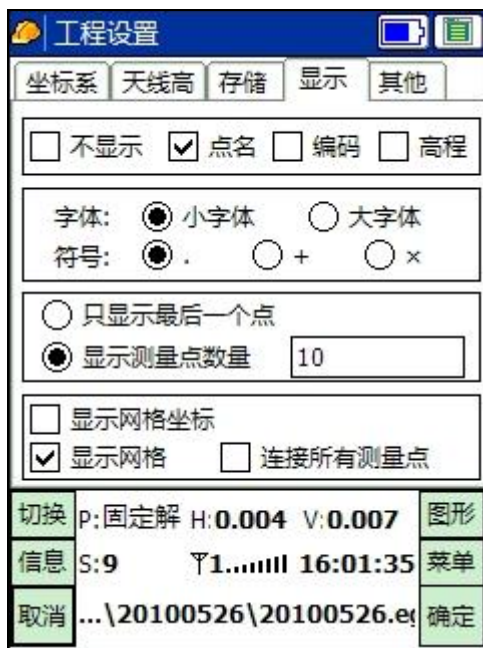 工程设置
坐标系 天线高 存储 显示 其他
不显示 点名 编码 高程
字体: 小字体 大字体
符号: . + ×
只显示最后一个点
显示测量点数量 10
显示网格坐标
显示网格 连接所有测量点
切换 P:固定解 H:0.004 V:0.007 图形
信息 S:9 1 16:01:35 菜单
取消 ...\20100526\20100526.eg 确定